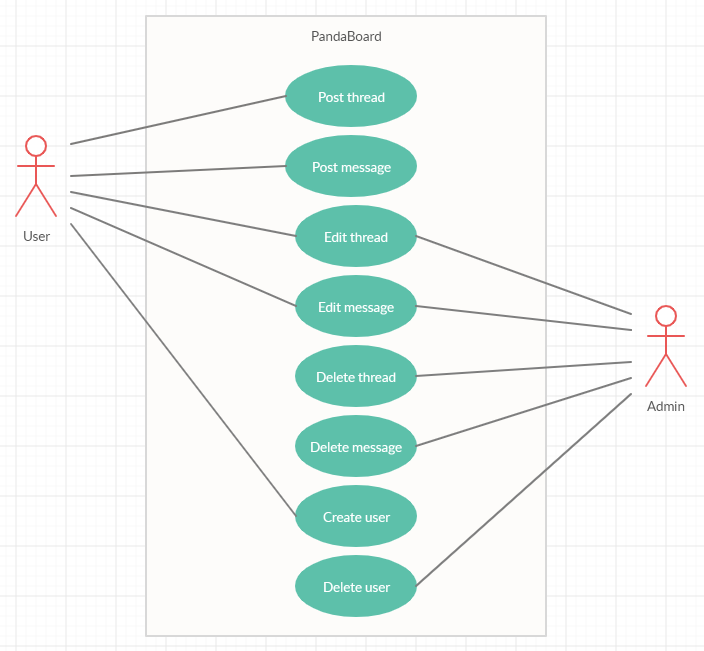 PandaBoard
Post thread
Post message
User
Edit thread
Edit message
Delete thread
Admin
Delete message
Create user
Delete user